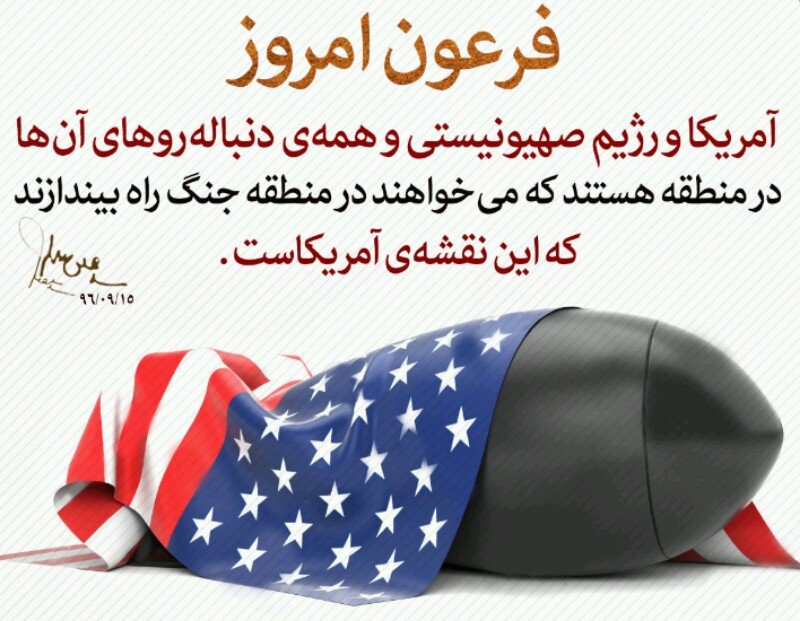 فرعون امروز
آمریکا و رژیم صهیونیستی و همه‌ی دنباله‌روهای آن‌ها
در منطقه هستند که می‌خواهند در منطقه جنگ راه بیندازند
که این نقشه‌ی آمریکاست.
۹۶/۰۹/۱۵